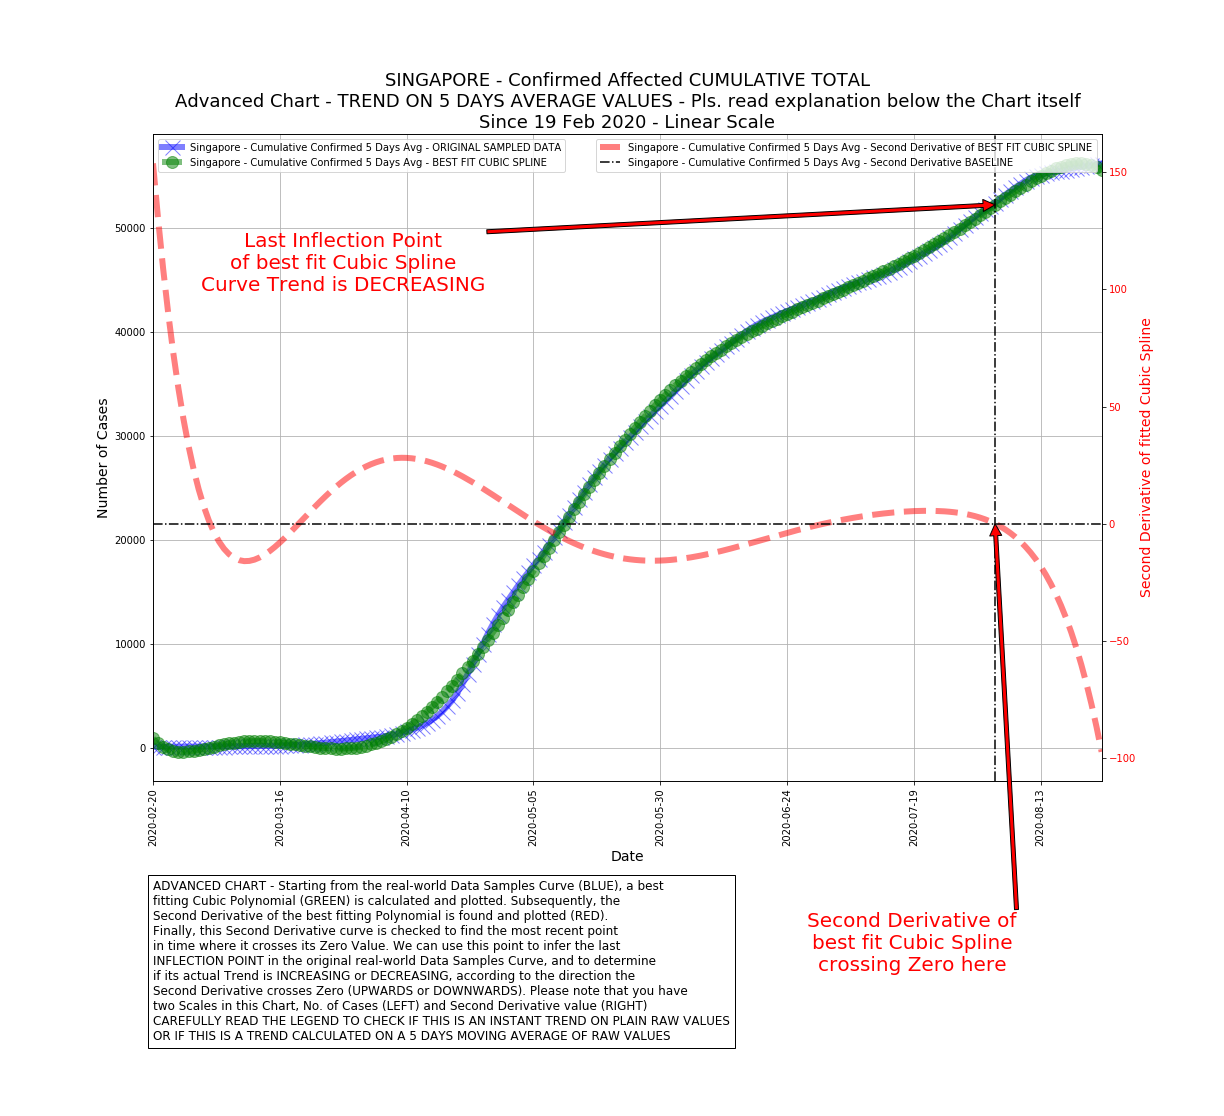 SINGAPORE - Confirmed Affected CUMULATIVE TOTAL
Advanced Chart - TREND ON 5 DAYS AVERAGE VALUES - Pls. read explanation below the Chart itself
Since 19 Feb 2020 - Linear Scale
Singapore - Cumulative Confirmed 5 Days Avg - ORIGINAL SAMPLED DATA
Singapore - Cumulative Confirmed 5 Days Avg - BEST FIT CUBIC SPLINE
Singapore - Cumulative Confirmed 5 Days Avg - Second Derivative of BEST FIT CUBIC SPLINE
Singapore - Cumulative Confirmed 5 Days Avg - Second Derivative BASELINE
Last Inflection Point
of best fit Cubic Spline
Curve Trend is DECREASING
Number of Cases
50000
40000
30000
20000
10000
0
150
100
50
0
−50
−100
Second Derivative of fitted Cubic Spline
2020-02-20
2020-03-16
2020-04-10
2020-05-05
2020-05-30
2020-06-24
2020-07-19
2020-08-13
Date
ADVANCED CHART - Starting from the real-world Data Samples Curve (BLUE), a best
fitting Cubic Polynomial (GREEN) is calculated and plotted. Subsequently, the
Second Derivative of the best fitting Polynomial is found and plotted (RED).
Finally, this Second Derivative curve is checked to find the most recent point
in time where it crosses its Zero Value. We can use this point to infer the last
INFLECTION POINT in the original real-world Data Samples Curve, and to determine
if its actual Trend is INCREASING or DECREASING, according to the direction the
Second Derivative crosses Zero (UPWARDS or DOWNWARDS). Please note that you have
two Scales in this Chart, No. of Cases (LEFT) and Second Derivative value (RIGHT)
CAREFULLY READ THE LEGEND TO CHECK IF THIS IS AN INSTANT TREND ON PLAIN RAW VALUES
OR IF THIS IS A TREND CALCULATED ON A 5 DAYS MOVING AVERAGE OF RAW VALUES
Second Derivative of
best fit Cubic Spline
crossing Zero here